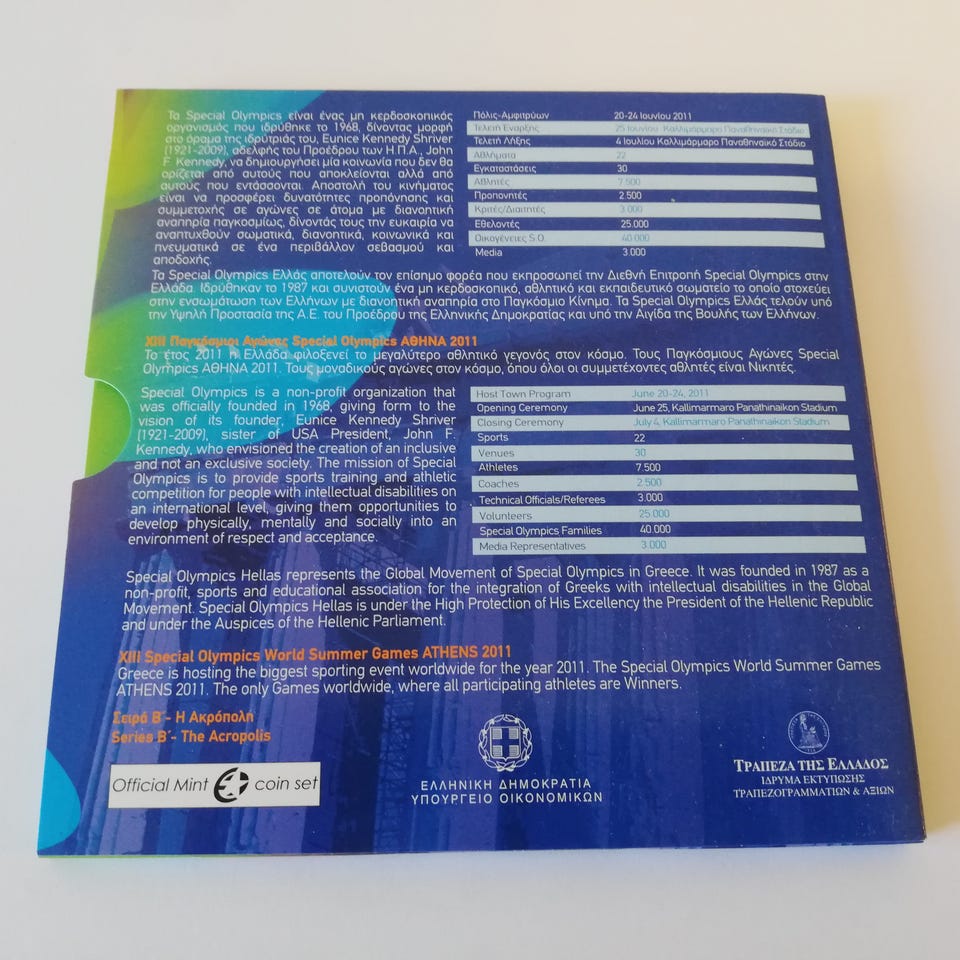 Τα Special Olympics είναι ένας μη κερδοσκοπικός
οργανισμός που ιδρύθηκε το 1968, δίνοντας μορφή
στο όραμα της ιδρύτριάς του, Eunice Kennedy Shriver
(1921-2009), αδελφής του Προέδρου των Η.Π.Α., John
F. Kennedy, να δημιουργήσει μία κοινωνία που δεν θα
ορίζεται από αυτούς που αποκλείονται αλλά από
αυτούς που εντάσσονται. Αποστολή του κινήματος
είναι να προσφέρει δυνατότητες προπόνησης και
συμμετοχής σε αγώνες σε άτομα με διανοητική
αναπηρία παγκοσμίως, δίνοντάς τους την ευκαιρία να
αναπτυχθούν σωματικά, διανοητικά, κοινωνικά και
πνευματικά σε ένα περιβάλλον σεβασμού και
αποδοχής.
Πόλις-Αμφιτρύων 20-24 Ιουνίου 2011
Τελετή Έναρξης 25 Ιουνίου Καλλιμάρμαρο Παναθηναϊκό Στάδιο
Τελετή Λήξης 4 Ιουλίου Καλλιμάρμαρο Παναθηναϊκό Στάδιο
Αθλήματα 22
Εγκαταστάσεις 30
Αθλητές 7.500
Προπονητές 2.500
Κριτές/Διαιτητές 3.000
Εθελοντές 25.000
Οικογένειες S.O. 40.000
Media 3.000
Τα Special Olympics Ελλάς αποτελούν τον επίσημο φορέα που εκπροσωπεί την Διεθνή Επιτροπή Special Olympics στην
Ελλάδα. Ιδρύθηκαν το 1987 και συνιστούν ένα μη κερδοσκοπικό, αθλητικό και εκπαιδευτικό σωματείο το οποίο στοχεύει
στην ενσωμάτωση των Ελλήνων με διανοητική αναπηρία στο Παγκόσμιο Κίνημα. Τα Special Olympics Ελλάς τελούν υπό
την Υψηλή Προστασία της Α.Ε. του Προέδρου της Ελληνικής Δημοκρατίας και υπό την Αιγίδα της Βουλής των Ελλήνων.
XIII Παγκόσμιοι Αγώνες Special Olympics ΑΘΗΝΑ 2011
Το έτος 2011 η Ελλάδα φιλοξενεί το μεγαλύτερο αθλητικό γεγονός στον κόσμο. Τους Παγκόσμιους Αγώνες Special
Olympics ΑΘΗΝΑ 2011. Τους μοναδικούς αγώνες στον κόσμο, όπου όλοι οι συμμετέχοντες αθλητές είναι Νικητές.
Special Olympics is a non-profit organization that
was officially founded in 1968, giving form to the
vision of its founder, Eunice Kennedy Shriver
(1921-2009), sister of USA President, John F.
Kennedy, who envisioned the creation of an inclusive
and not an exclusive society. The mission of Special
Olympics is to provide sports training and athletic
competition for people with intellectual disabilities on
an international level, giving them opportunities to
develop physically, mentally and socially into an
environment of respect and acceptance.
Host Town Program June 20-24, 2011
Opening Ceremony June 25, Kallimarmaro Panathinaikon Stadium
Closing Ceremony July 4, Kallimarmaro Panathinaikon Stadium
Sports 22
Venues 30
Athletes 7.500
Coaches 2.500
Technical Officials/Referees 3.000
Volunteers 25.000
Special Olympics Families 40.000
Media Representatives 3.000
Special Olympics Hellas represents the Global Movement of Special Olympics in Greece. It was founded in 1987 as a
non-profit, sports and educational association for the integration of Greeks with intellectual disabilities in the Global
Movement. Special Olympics Hellas is under the High Protection of His Excellency the President of the Hellenic Republic
and under the Auspices of the Hellenic Parliament.
XIII Special Olympics World Summer Games ATHENS 2011
Greece is hosting the biggest sporting event worldwide for the year 2011. The Special Olympics World Summer Games
ATHENS 2011. The only Games worldwide, where all participating athletes are Winners.
Σειρά Β΄- Η Ακρόπολη
Series B΄- The Acropolis
Official Mint coin set
ΕΛΛΗΝΙΚΗ ΔΗΜΟΚΡΑΤΙΑ
ΥΠΟΥΡΓΕΙΟ ΟΙΚΟΝΟΜΙΚΩΝ
ΤΡΑΠΕΖΑ ΤΗΣ ΕΛΛΑΔΟΣ
ΙΔΡΥΜΑ ΕΚΤΥΠΩΣΗΣ
ΤΡΑΠΕΖΟΓΡΑΜΜΑΤΙΩΝ & ΑΞΙΩΝ